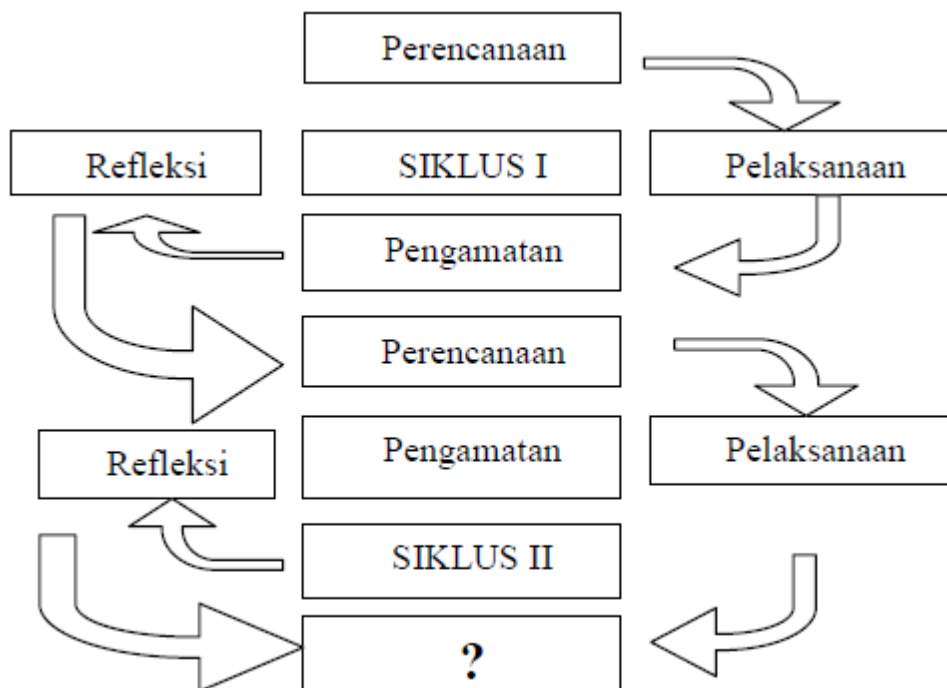 Perencanaan
Refleksi
SIKLUS I
Pelaksanaan
Pengamatan
Perencanaan
Refleksi
Pengamatan
Pelaksanaan
SIKLUS II
?